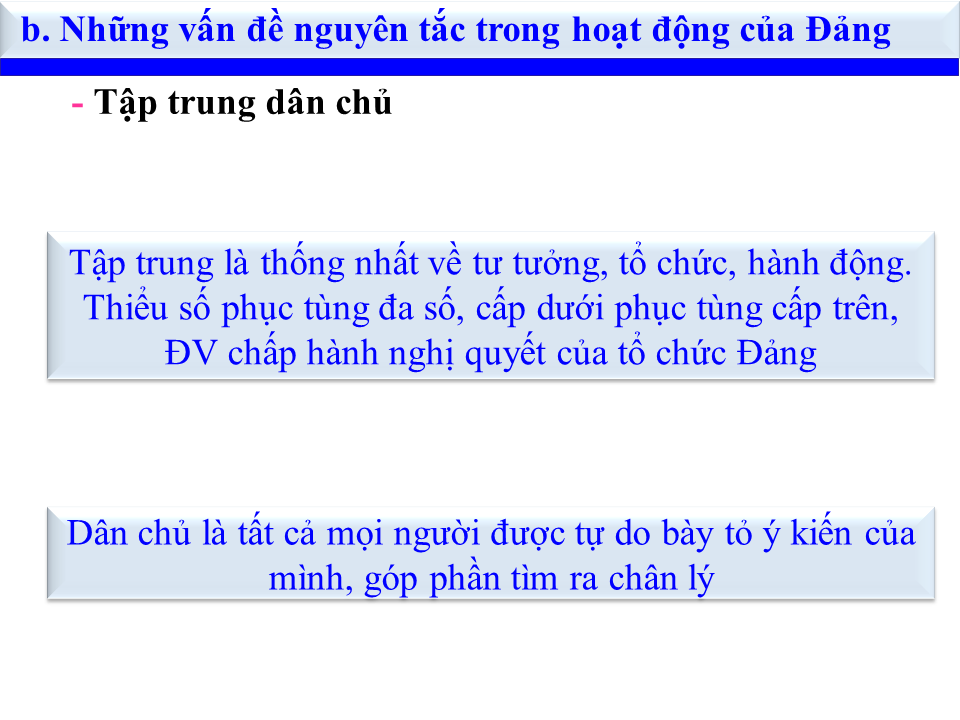 b. Những vấn đề nguyên tắc trong hoạt động của Đảng
- Tập trung dân chủ
Tập trung là thống nhất về tư tưởng, tổ chức, hành động.
Thiểu số phục tùng đa số, cấp dưới phục tùng cấp trên,
ĐV chấp hành nghị quyết của tổ chức Đảng
Dân chủ là tất cả mọi người được tự do bày tỏ ý kiến của
mình, góp phần tìm ra chân lý